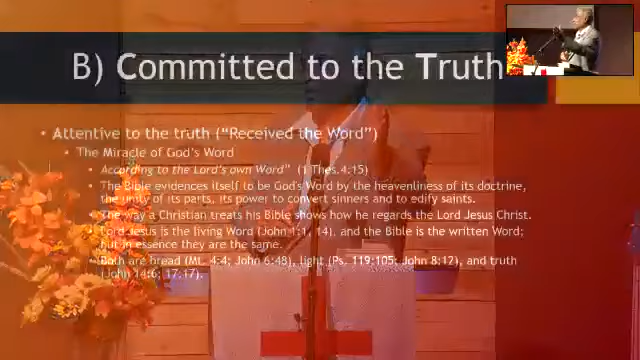 B) Committed to the Truth
• Attentive to the truth ("Received the Word")
• The Miracle of God's Word
• According to the Lord's own Word" (1 Thes.4:15)
• The Bible evidences itself to be God's Word by the heavenliness of its doctrine,
the unity of its parts, its power to convert sinners and to edify saints.
• The way a Christian treats his Bible shows how he regards the Lord Jesus Christ.
• Lord Jesus is the living Word (John 1:1, 14), and the Bible is the written Word;
but in essence they are the same.
• Both are bread (Mt. 4:4; John 6:48), light (Ps. 119:105; John 8:12), and truth
(John 14:6; 17:17).